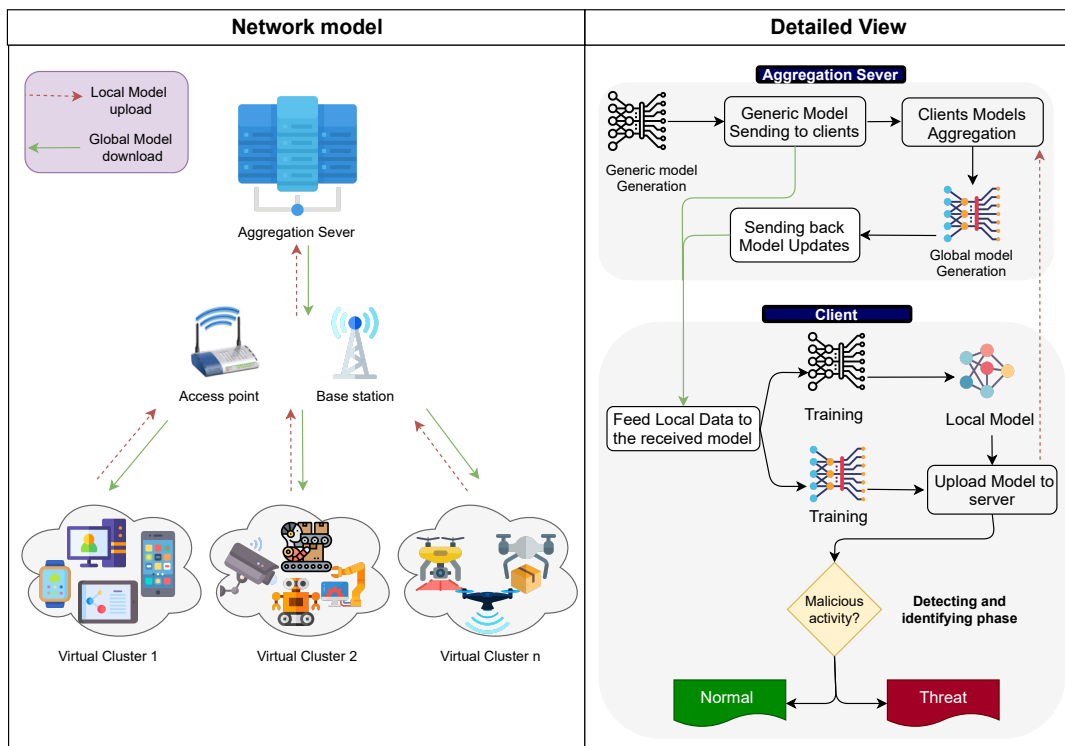 Network model
Local Model
upload
Global Model
download
Aggregation Sever
Access point
Base station
Virtual Cluster 1
Virtual Cluster 2
Virtual Cluster n
Detailed View
Aggregation Sever
Generic model
Generation
Generic Model
Sending to clients
Clients Models
Aggregation
Sending back
Model Updates
Global model
Generation
Client
Feed Local Data to
the received model
Training
Local Model
Training
Upload Model to
server
Malicious
activity?
Detecting and
identifying phase
Normal
Threat